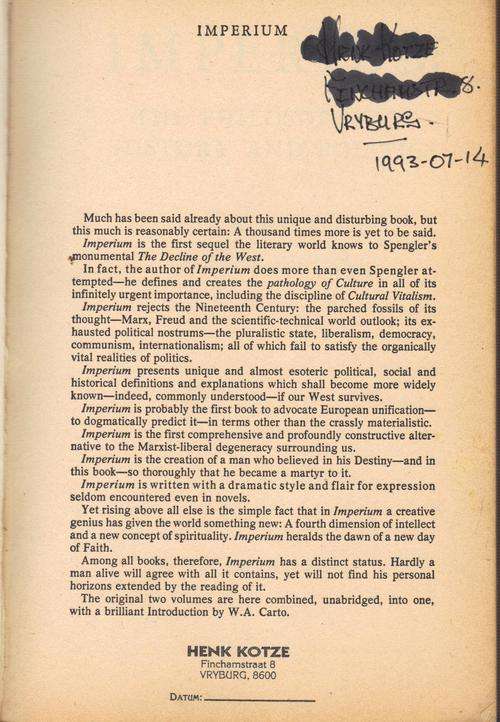 IMPERIUM
HENK KOTZE
FINCHAMSTR. 8.
VRYBURG.
1993-07-14
Much has been said already about this unique and disturbing book, but
this much is reasonably certain: A thousand times more is yet to be said.
Imperium is the first sequel the literary world knows to Spengler's
monumental The Decline of the West.
In fact, the author of Imperium does more than even Spengler at-
tempted—he defines and creates the pathology of Culture in all of its
infinitely urgent importance, including the discipline of Cultural Vitalism.
Imperium rejects the Nineteenth Century: the parched fossils of its
thought—Marx, Freud and the scientific-technical world outlook; its ex-
hausted political nostrums—the pluralistic state, liberalism, democracy,
communism, internationalism; all of which fail to satisfy the organically
vital realities of politics.
Imperium presents unique and almost esoteric political, social and
historical definitions and explanations which shall become more widely
known—indeed, commonly understood—if our West survives.
Imperium is probably the first book to advocate European unification—
to dogmatically predict it—in terms other than the crassly materialistic.
Imperium is the first comprehensive and profoundly constructive alter-
native to the Marxist-liberal degeneracy surrounding us.
Imperium is the creation of a man who believed in his Destiny—and in
this book—so thoroughly that he became a martyr to it.
Imperium is written with a dramatic style and flair for expression
seldom encountered even in novels.
Yet rising above all else is the simple fact that in Imperium a creative
genius has given the world something new: A fourth dimension of intellect
and a new concept of spirituality. Imperium heralds the dawn of a new day
of Faith.
Among all books, therefore, Imperium has a distinct status. Hardly a
man alive will agree with all it contains, yet will not find his personal
horizons extended by the reading of it.
The original two volumes are here combined, unabridged, into one,
with a brilliant Introduction by W.A. Carto.
HENK KOTZE
Finchamstraat 8
VRYBURG, 8600
DATUM: